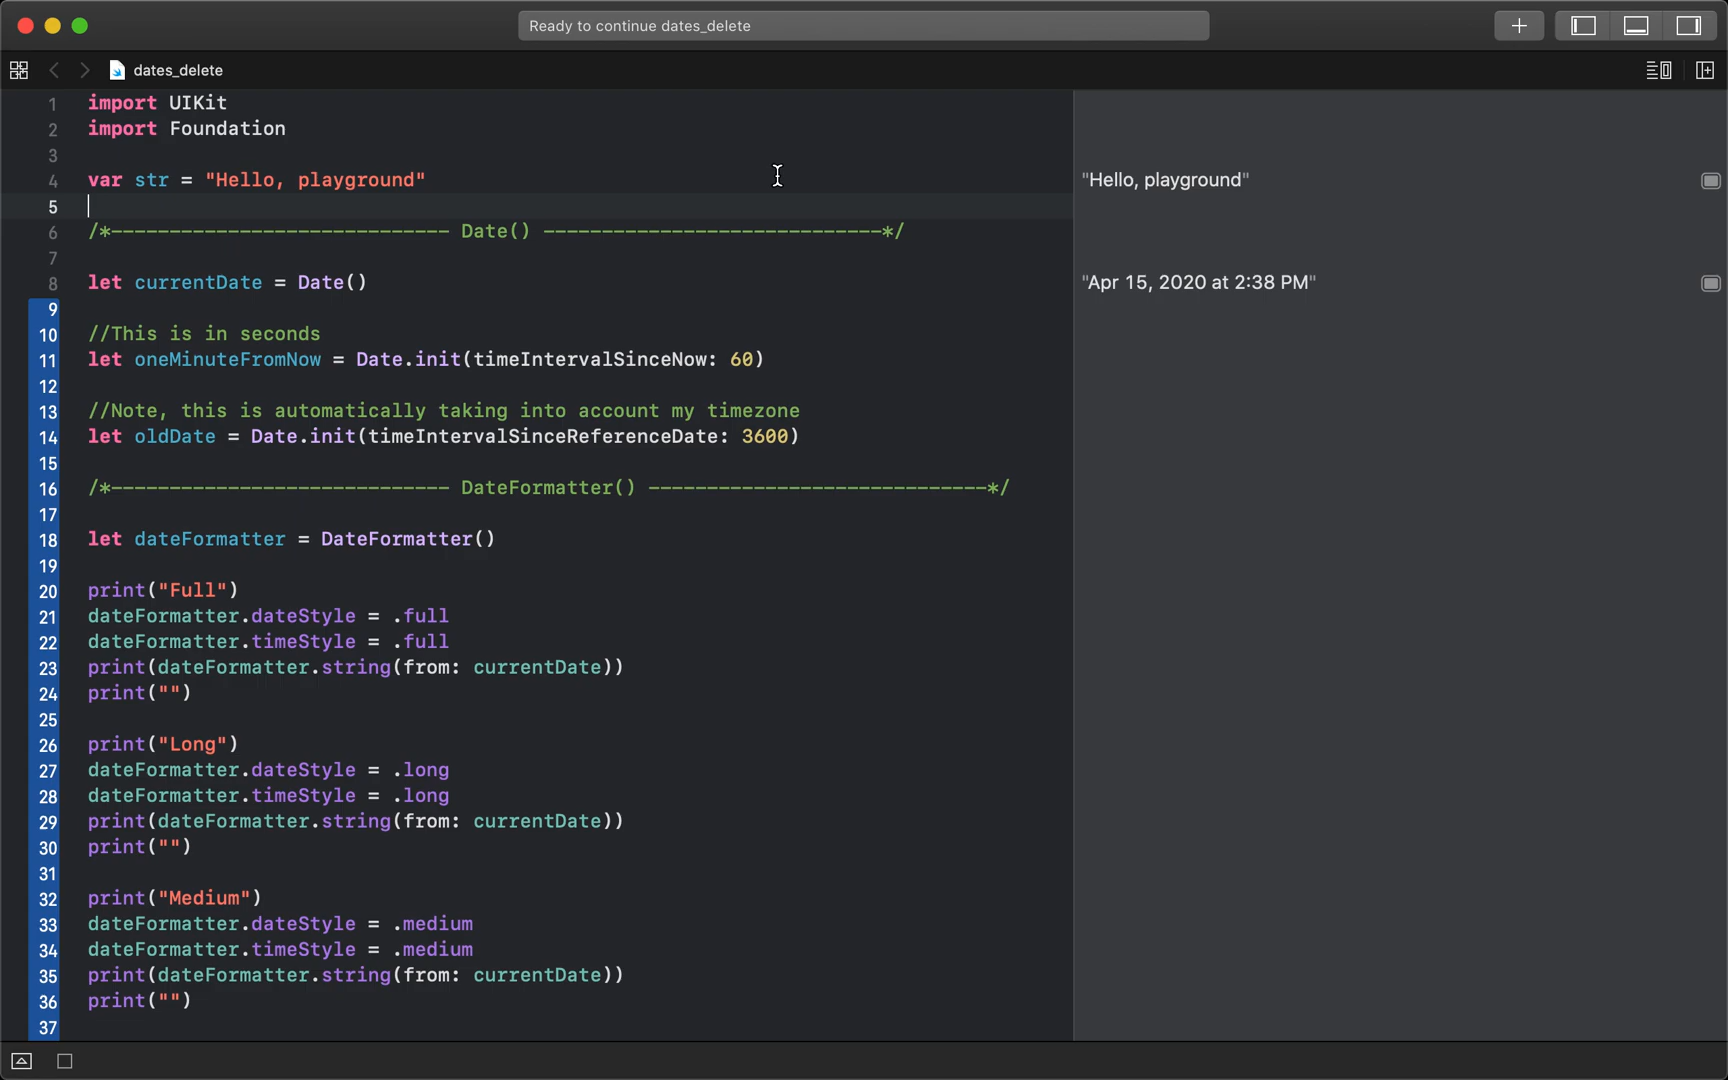 Ready to continue dates_delete
dates_delete
1 import UIKit
2 import Foundation
3
4 var str = "Hello, playground" "Hello, playground"
5
6 /*----------------------------- Date() -----------------------------*/
7
8 let currentDate = Date() "Apr 15, 2020 at 2:38 PM"
9
10 //This is in seconds
11 let oneMinuteFromNow = Date.init(timeIntervalSinceNow: 60)
12
13 //Note, this is automatically taking into account my timezone
14 let oldDate = Date.init(timeIntervalSinceReferenceDate: 3600)
15
16 /*----------------------------- DateFormatter() -----------------------------*/
17
18 let dateFormatter = DateFormatter()
19
20 print("Full")
21 dateFormatter.dateStyle = .full
22 dateFormatter.timeStyle = .full
23 print(dateFormatter.string(from: currentDate))
24 print("")
25
26 print("Long")
27 dateFormatter.dateStyle = .long
28 dateFormatter.timeStyle = .long
29 print(dateFormatter.string(from: currentDate))
30 print("")
31
32 print("Medium")
33 dateFormatter.dateStyle = .medium
34 dateFormatter.timeStyle = .medium
35 print(dateFormatter.string(from: currentDate))
36 print("")
37